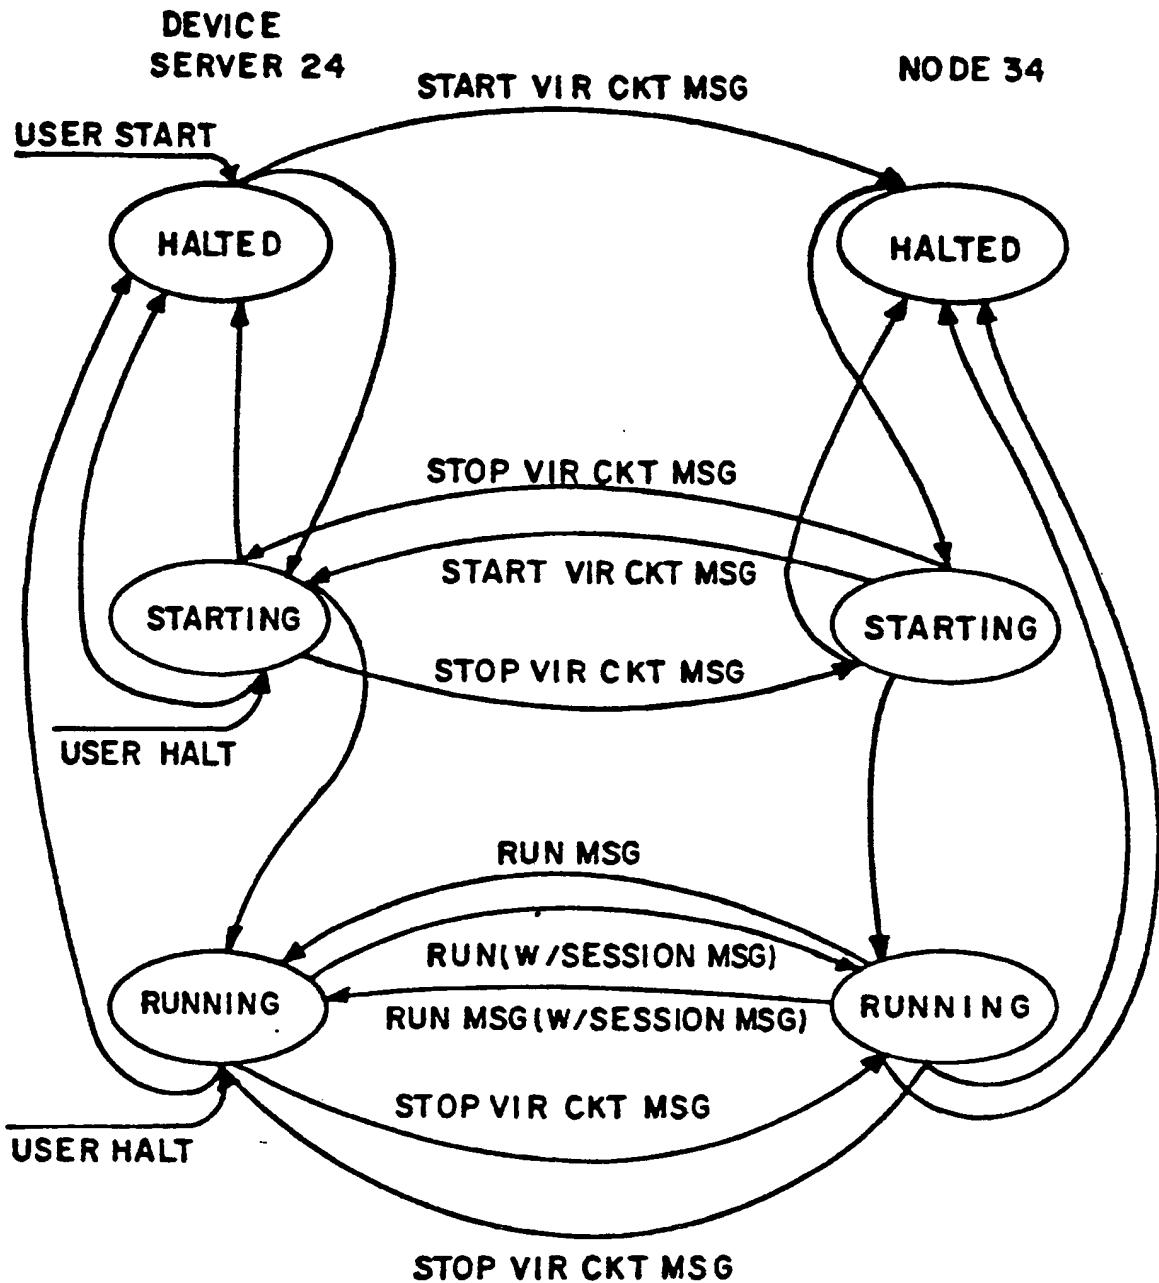 DEVICE
SERVER 24
NODE 34
START VIR CKT MSG
USER START
HALTED
HALTED
STOP VIR CKT MSG
START VIR CKT MSG
STARTING
STARTING
STOP VIR CKT MSG
USER HALT
RUN MSG
RUN(W/SESSION MSG)
RUNNING
RUNNING
RUN MSG(W/SESSION MSG)
STOP VIR CKT MSG
USER HALT
STOP VIR CKT MSG